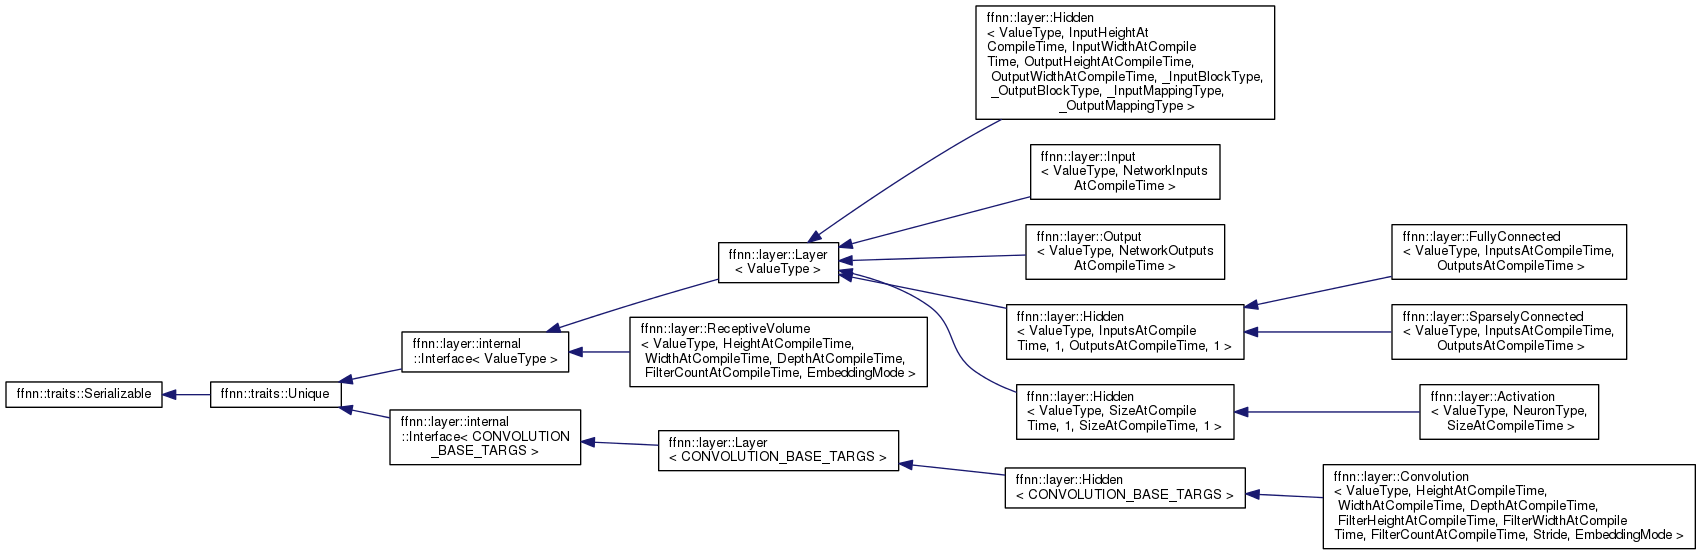 ffnn::traits::Serializable
ffnn::traits::Unique
ffnn::layer::internal
::Interface< ValueType >
ffnn::layer::internal
::Interface< CONVOLUTION
_BASE_TARGS >
ffnn::layer::Layer
< ValueType >
ffnn::layer::ReceptiveVolume
< ValueType, HeightAtCompileTime,
WidthAtCompileTime, DepthAtCompileTime,
FilterCountAtCompileTime, EmbeddingMode >
ffnn::layer::Layer
< CONVOLUTION_BASE_TARGS >
ffnn::layer::Hidden
< ValueType, InputHeightAt
CompileTime, InputWidthAtCompile
Time, OutputHeightAtCompileTime,
OutputWidthAtCompileTime, _InputBlockType,
_OutputBlockType, _InputMappingType,
_OutputMappingType >
ffnn::layer::Input
< ValueType, NetworkInputs
AtCompileTime >
ffnn::layer::Output
< ValueType, NetworkOutputs
AtCompileTime >
ffnn::layer::Hidden
< ValueType, InputsAtCompile
Time, 1, OutputsAtCompileTime, 1 >
ffnn::layer::Hidden
< ValueType, SizeAtCompile
Time, 1, SizeAtCompileTime, 1 >
ffnn::layer::Hidden
< CONVOLUTION_BASE_TARGS >
ffnn::layer::FullyConnected
< ValueType, InputsAtCompileTime,
OutputsAtCompileTime >
ffnn::layer::SparselyConnected
< ValueType, InputsAtCompileTime,
OutputsAtCompileTime >
ffnn::layer::Activation
< ValueType, NeuronType,
SizeAtCompileTime >
ffnn::layer::Convolution
< ValueType, HeightAtCompileTime,
WidthAtCompileTime, DepthAtCompileTime,
FilterHeightAtCompileTime, FilterWidthAtCompile
Time, FilterCountAtCompileTime, Stride, EmbeddingMode >